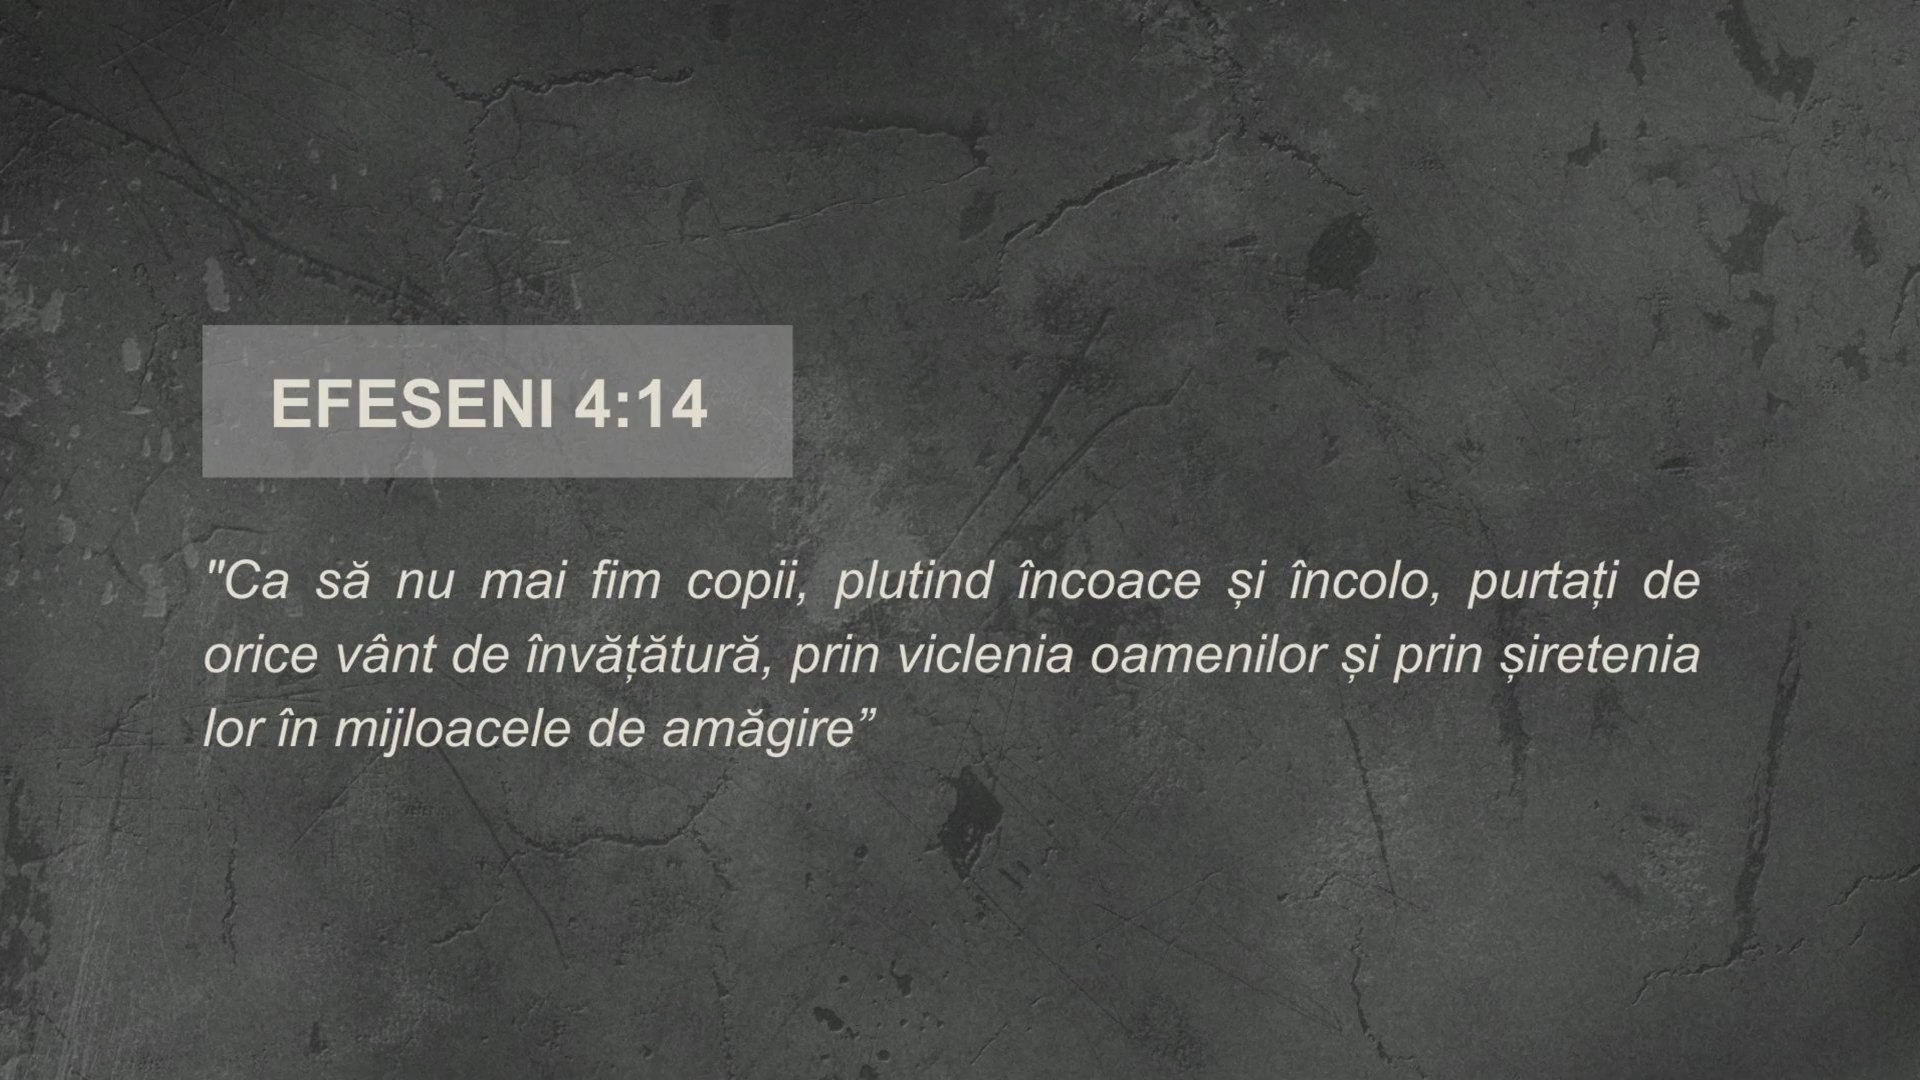 EFESENI 4:14
"Ca să nu mai fim copii, plutind încoace și încolo, purtați de
orice vânt de învățătură, prin viclenia oamenilor și prin șiretenia
lor în mijloacele de amăgire”